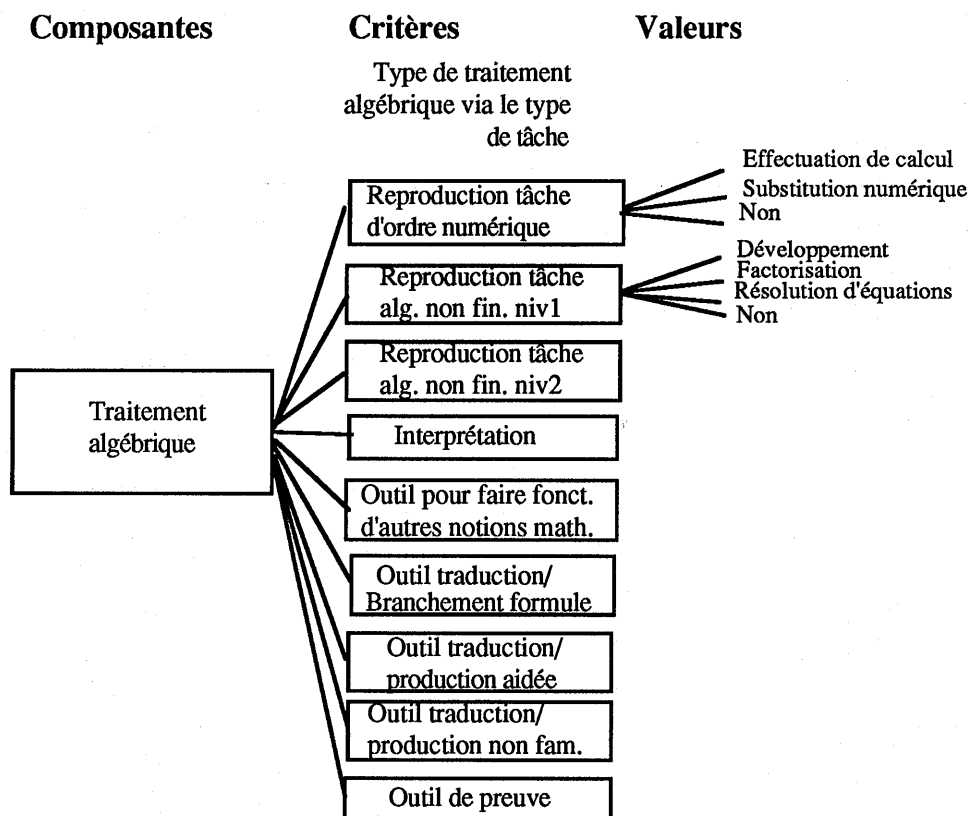 Composantes
Critères
Valeurs
Type de traitement
algébrique via le type
de tâche
Reproduction tâche
d'ordre numérique
Effectuation de calcul
Substitution numérique
Non
Reproduction tâche
alg. non fin. niv1
Développement
Factorisation
Résolution d'équations
Non
Reproduction tâche
alg. non fin. niv2
Traitement
algébrique
Interprétation
Outil pour faire fonct.
d'autres notions math.
Outil traduction/
Branchement formule
Outil traduction/
production aidée
Outil traduction/
production non fam.
Outil de preuve